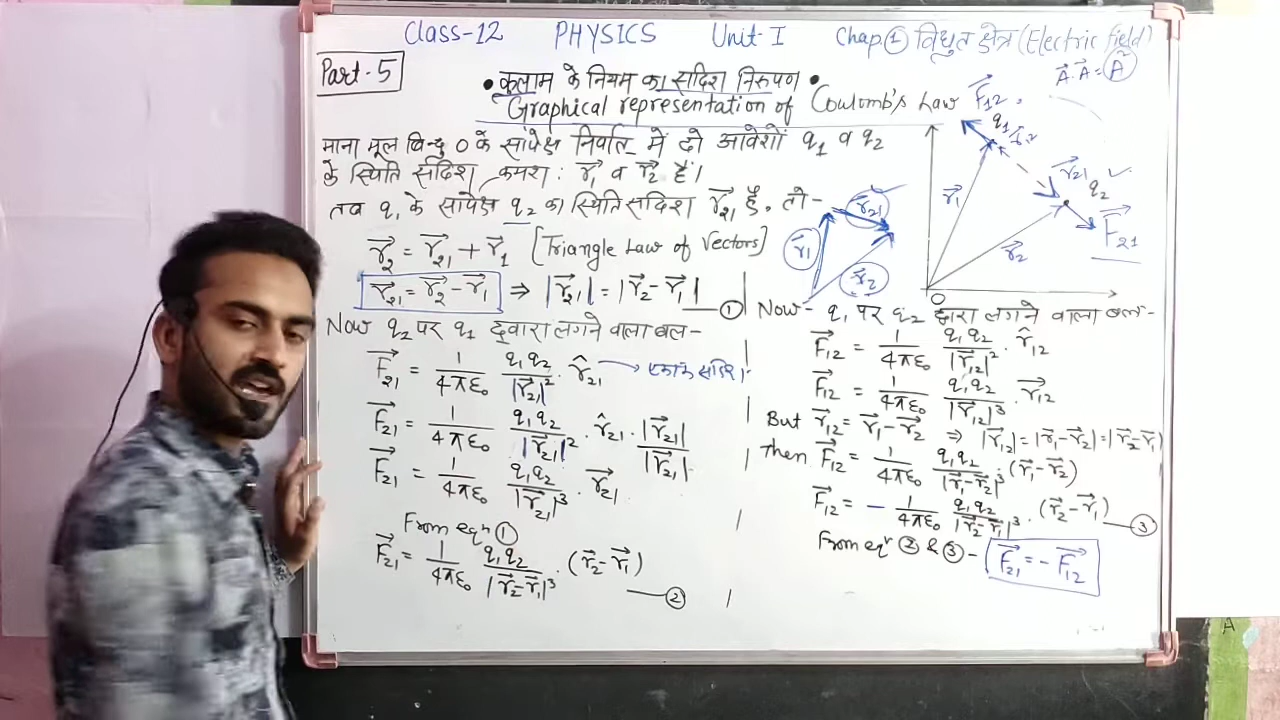 Class-12 PHYSICS Unit-I Chap ① विधुत क्षेत्र (Electric field)
Part-5
• कूलाम के नियम का सदिश निरुपण •
Graphical representation of Coulomb's Law
माना मूल बिन्दु O के सापेक्ष निर्वात में दो आवेशों q₁ व q₂
के स्थिति सदिश क्रमश: r⃗₁ व r⃗₂ हैं।
तब q₁ के सापेक्ष q₂ का स्थिति सदिश r⃗₂₁ है, तो-
r⃗₂ = r⃗₂₁ + r⃗₁ [Triangle Law of Vectors]
r⃗₂₁ = r⃗₂ - r⃗₁ ⇒ |r⃗₂₁| = |r⃗₂ - r⃗₁| —①
Now q₂ पर q₁ द्वारा लगने वाला बल-
F⃗₂₁ = 1/4πε₀ q₁q₂/|r⃗₂₁|² . r̂₂₁ → एकांक सदिश
F⃗₂₁ = 1/4πε₀ q₁q₂/|r⃗₂₁|² . r̂₂₁ . |r⃗₂₁|/|r⃗₂₁|
F⃗₂₁ = 1/4πε₀ q₁q₂/|r⃗₂₁|³ . r⃗₂₁
From eqⁿ ①
F⃗₂₁ = 1/4πε₀ q₁q₂/|r⃗₂-r⃗₁|³ . (r⃗₂ - r⃗₁) —②
r⃗₁ r⃗₂₁ r⃗₂
A⃗.A⃗ = A²
F⃗₁₂
q₁
r⃗₁₂
r⃗₂₁
q₂
r⃗₁
F⃗₂₁
r⃗₂
O
Now- q₁ पर q₂ द्वारा लगने वाला बल-
F⃗₁₂ = 1/4πε₀ q₁q₂/|r⃗₁₂|² . r̂₁₂
F⃗₁₂ = 1/4πε₀ q₁q₂/|r⃗₁₂|³ . r⃗₁₂
But r⃗₁₂ = r⃗₁ - r⃗₂ ⇒ |r⃗₁₂| = |r⃗₁-r⃗₂| = |r⃗₂-r⃗₁|
Then F⃗₁₂ = 1/4πε₀ q₁q₂/|r⃗₁-r⃗₂|³ . (r⃗₁-r⃗₂)
F⃗₁₂ = - 1/4πε₀ q₁q₂/|r⃗₂-r⃗₁|³ . (r⃗₂-r⃗₁) —③
From eqⁿ ② & ③ - F⃗₂₁ = - F⃗₁₂
A